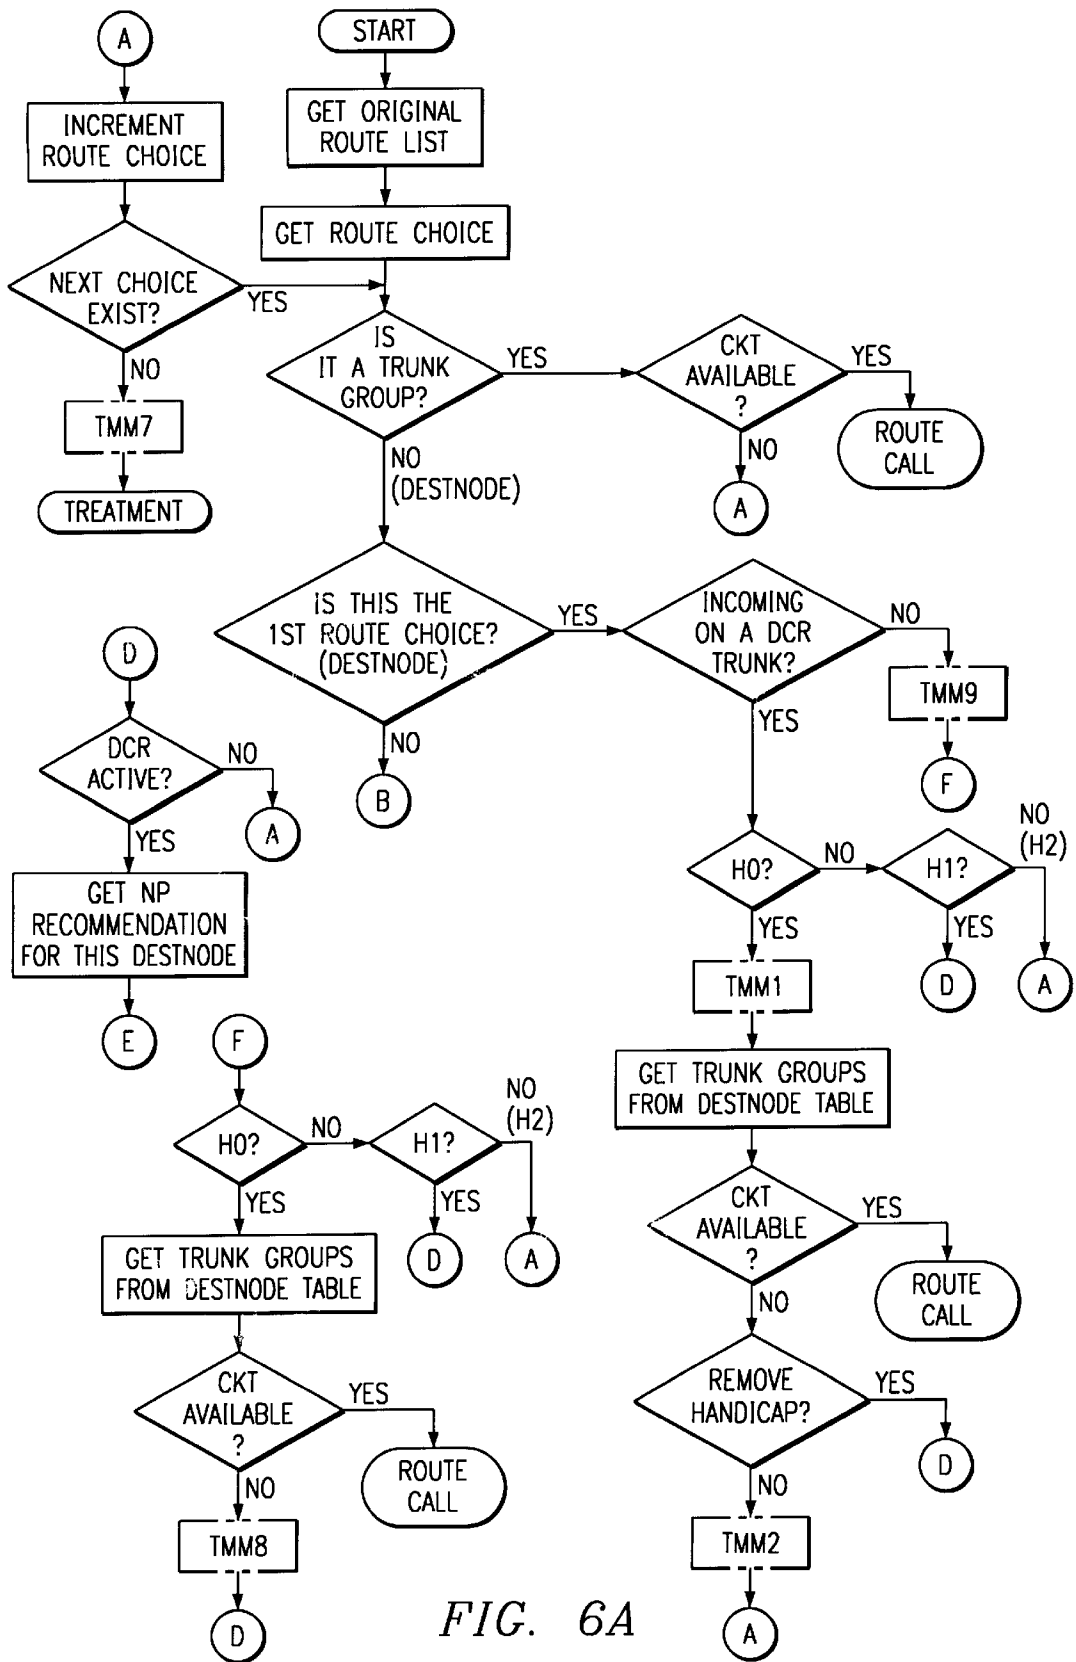 A
START
INCREMENT
ROUTE CHOICE
GET ORIGINAL
ROUTE LIST
GET ROUTE CHOICE
NEXT CHOICE
EXIST?
YES
NO
TMM7
TREATMENT
IS
IT A TRUNK
GROUP?
YES
NO
(DESTNODE)
CKT
AVAILABLE
?
YES
ROUTE
CALL
NO
A
IS THIS THE
1ST ROUTE CHOICE?
(DESTNODE)
YES
NO
B
INCOMING
ON A DCR
TRUNK?
NO
TMM9
F
YES
D
DCR
ACTIVE?
NO
A
YES
GET NP
RECOMMENDATION
FOR THIS DESTNODE
E
H0?
NO
H1?
NO
(H2)
YES
YES
D
A
TMM1
GET TRUNK GROUPS
FROM DESTNODE TABLE
CKT
AVAILABLE
?
YES
ROUTE
CALL
NO
REMOVE
HANDICAP?
YES
D
NO
TMM2
A
F
H0?
NO
H1?
NO
(H2)
YES
YES
D
A
GET TRUNK GROUPS
FROM DESTNODE TABLE
CKT
AVAILABLE
?
YES
ROUTE
CALL
NO
TMM8
D
FIG. 6A